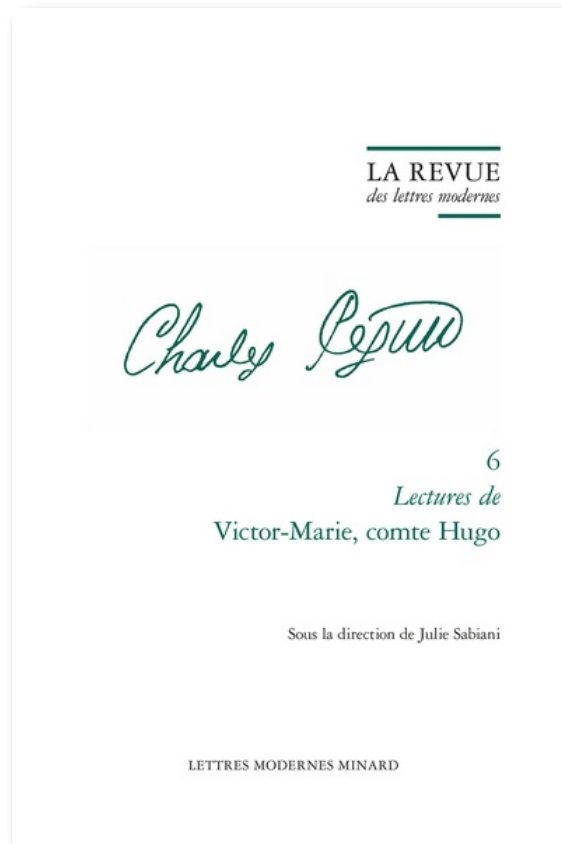 LA REVUE
des lettres modernes
Charles Péguy
6
Lectures de
Victor-Marie, comte Hugo
Sous la direction de Julie Sabiani
LETTRES MODERNES MINARD